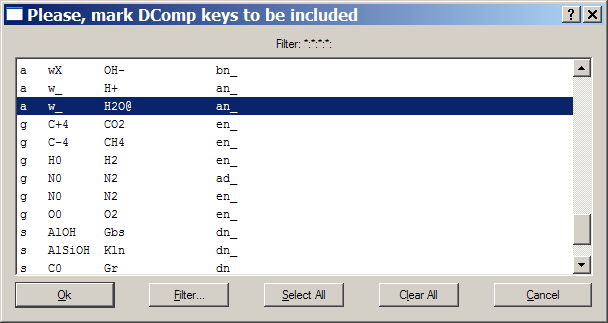 Please, mark DComp keys to be included
Filter: *:*:*:*:
a wX OH- bn_
a w_ H+ an_
a w_ H2O@ an_
g C+4 CO2 en_
g C-4 CH4 en_
g H0 H2 en_
g N0 N2 ad_
g N0 N2 en_
g O0 O2 en_
s AlOH Gbs dn_
s AlSiOH Kln dn_
s C0 Gr dn
Ok Filter... Select All Clear All Cancel